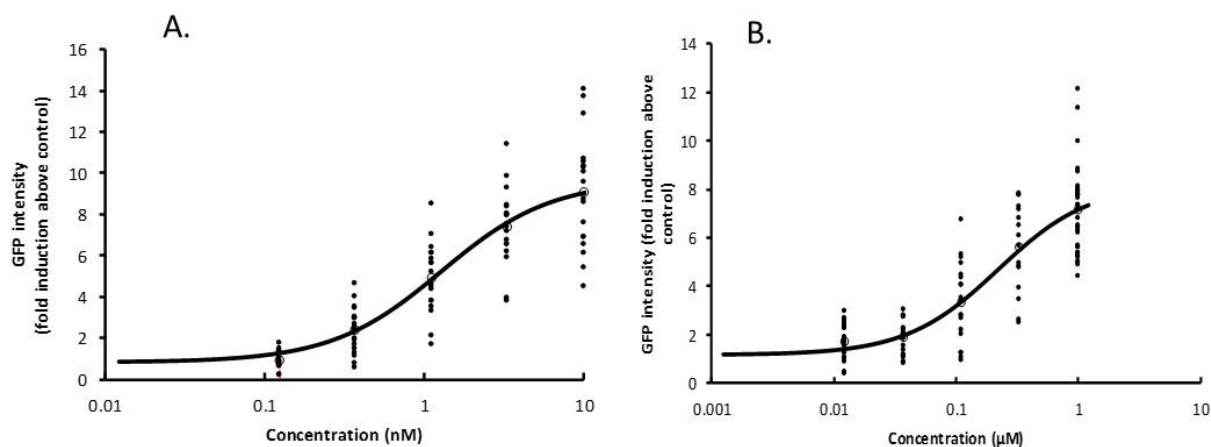 A.
GFP intensity
(fold induction above control)
16
14
12
10
8
6
4
2
0
0.01 0.1 1 10
Concentration (nM)
B.
GFP intensity (fold induction above
control)
14
12
10
8
6
4
2
0
0.001 0.01 0.1 1 10
Concentration (µM)